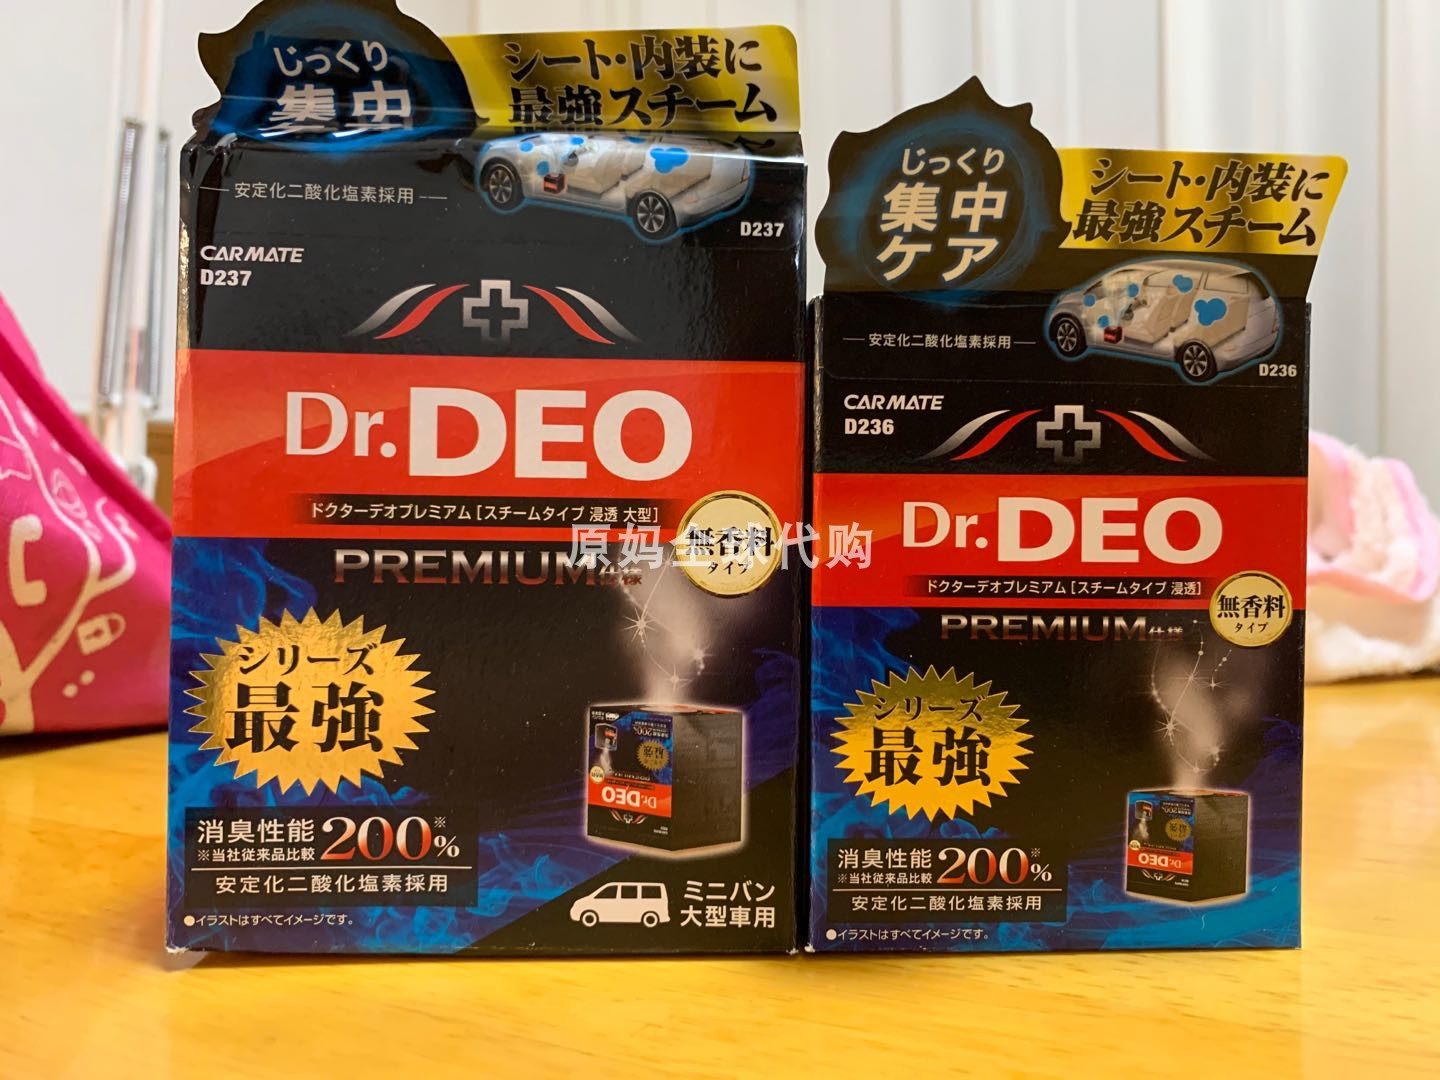 じっくり
集中
シート・内装に
最強スチーム
安定化二酸化塩素採用
D237
CARMATE
D237
Dr.DEO
ドクターデオプレミアム [スチームタイプ 浸透 大型]
PREMIUM仕様
無香料
タイプ
シリーズ
最強
Dr.DEO
消臭性能
※当社従来品比較
200%※
安定化二酸化塩素採用
●イラストはすべてイメージです。
ミニバン
大型車用
じっくり
集中
ケア
シート・内装に
最強スチーム
安定化二酸化塩素採用
D236
CARMATE
D236
Dr.DEO
ドクターデオプレミアム [スチームタイプ 浸透]
PREMIUM仕様
無香料
タイプ
シリーズ
最強
Dr.DEO
消臭性能
※当社従来品比較
200%※
安定化二酸化塩素採用
●イラストはすべてイメージです。
原妈全球代购